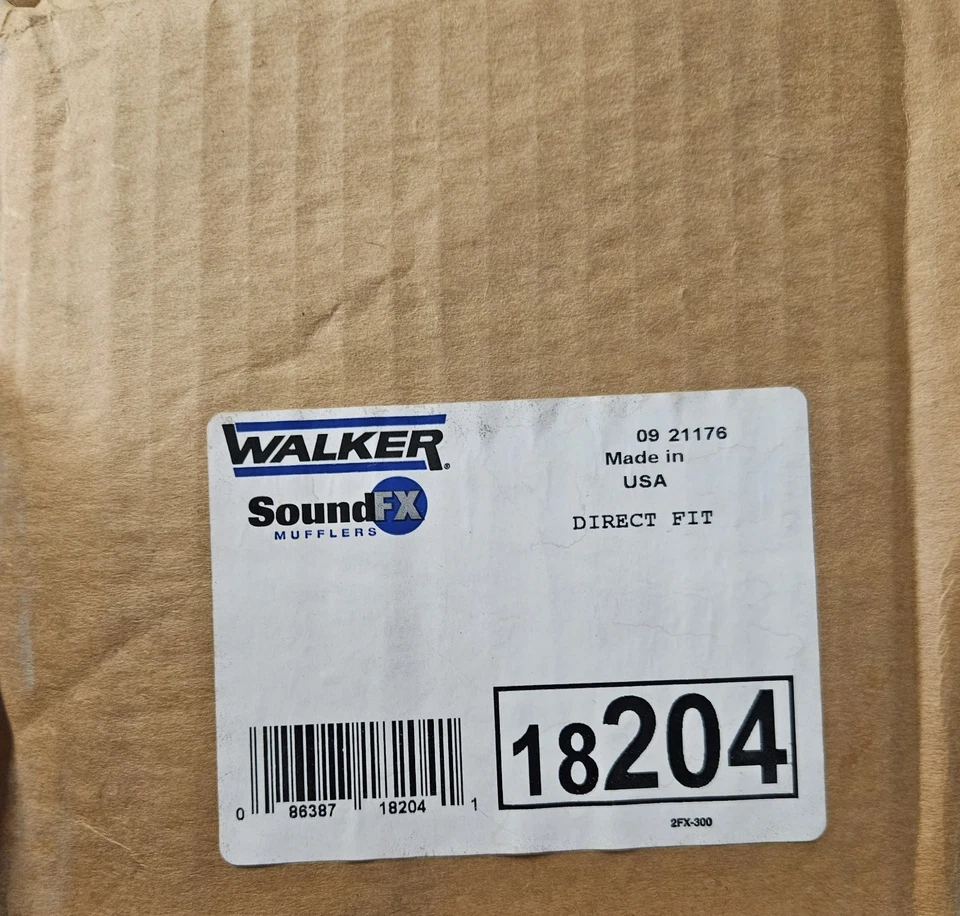 WALKER®
SoundFX
MUFFLERS
09 21176
Made in
USA
DIRECT FIT
0 86387 18204 1
18204
2FX-300